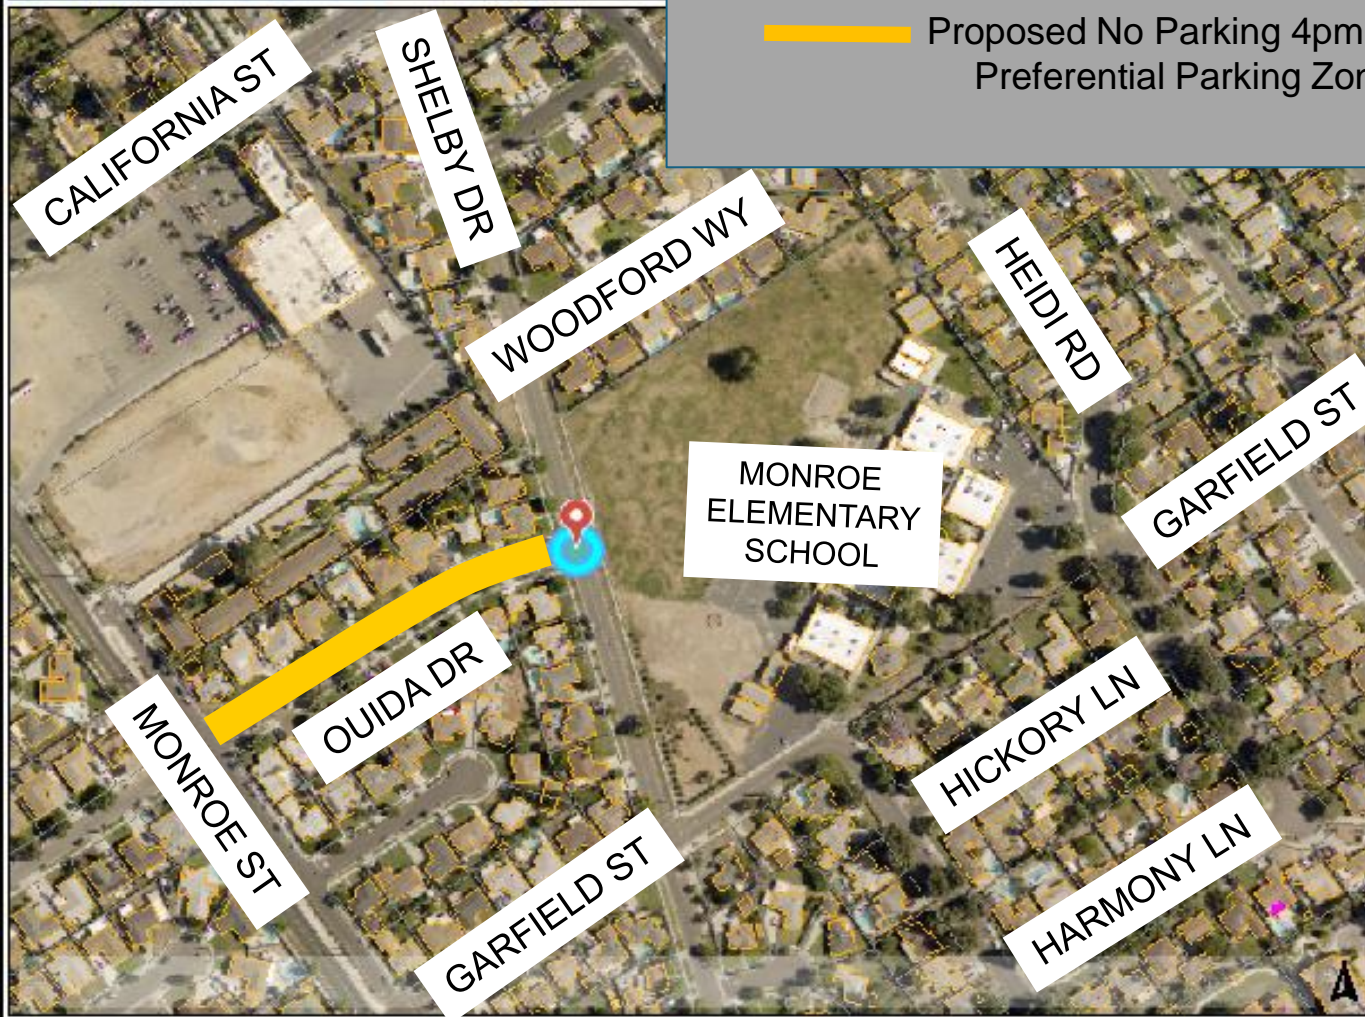 Proposed No Parking 4pm
Preferential Parking Zon
CALIFORNIA ST
SHELBY DR
WOODFORD WY
HEIDI RD
GARFIELD ST
MONROE
ELEMENTARY
SCHOOL
OUIDA DR
MONROE ST
HICKORY LN
HARMONY LN
GARFIELD ST